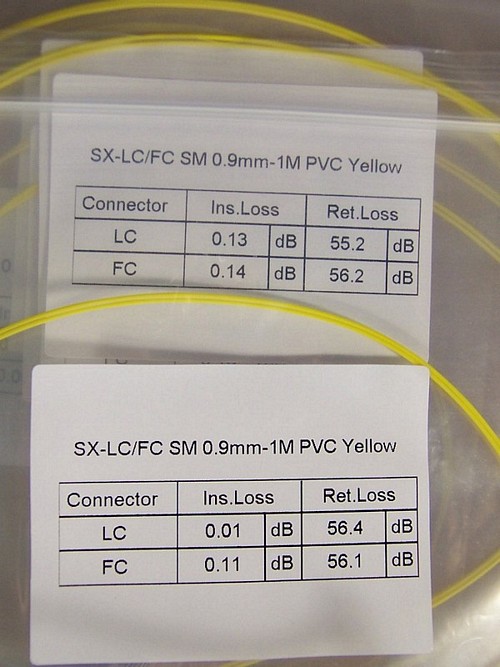 SX-LC/FC SM 0.9mm-1M PVC Yellow
Connector Ins.Loss Ret.Loss
LC 0.13 dB 55.2 dB
FC 0.14 dB 56.2 dB
SX-LC/FC SM 0.9mm-1M PVC Yellow
Connector Ins.Loss Ret.Loss
LC 0.01 dB 56.4 dB
FC 0.11 dB 56.1 dB